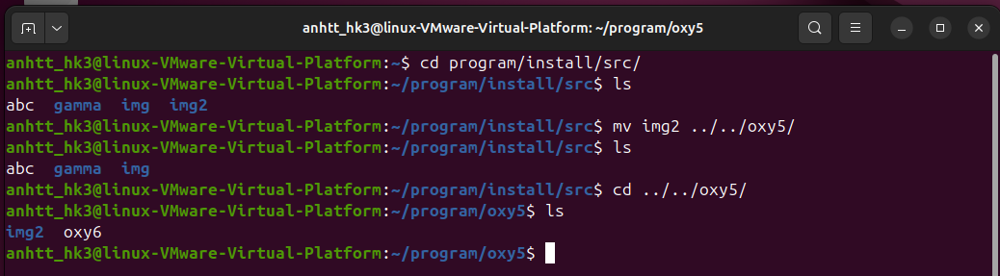 anhtt_hk3@linux-VMware-Virtual-Platform: ~/program/oxy5
anhtt_hk3@linux-VMware-Virtual-Platform:~$ cd program/install/src/
anhtt_hk3@linux-VMware-Virtual-Platform:~/program/install/src$ ls
abc  gamma  img  img2
anhtt_hk3@linux-VMware-Virtual-Platform:~/program/install/src$ mv img2 ../../oxy5/
anhtt_hk3@linux-VMware-Virtual-Platform:~/program/install/src$ ls
abc  gamma  img
anhtt_hk3@linux-VMware-Virtual-Platform:~/program/install/src$ cd ../../oxy5/
anhtt_hk3@linux-VMware-Virtual-Platform:~/program/oxy5$ ls
img2  oxy6
anhtt_hk3@linux-VMware-Virtual-Platform:~/program/oxy5$